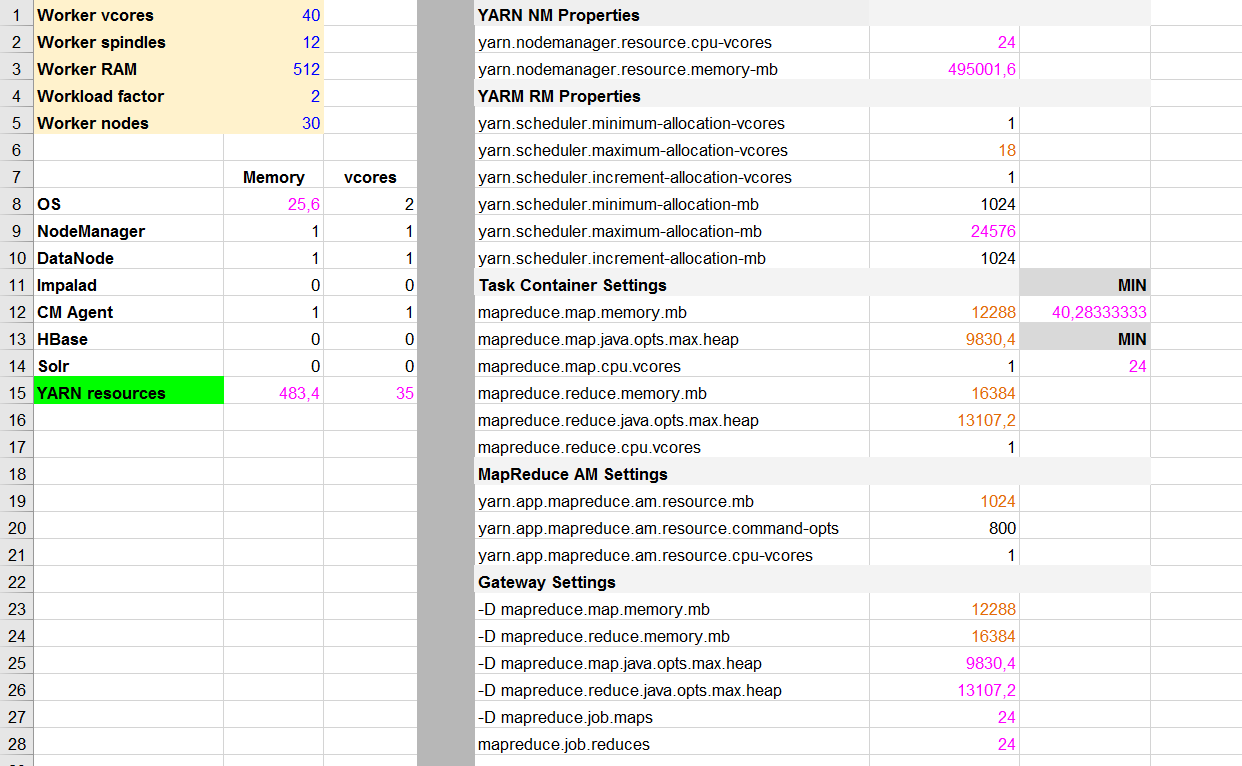 1 Worker vcores 40 YARN NM Properties
2 Worker spindles 12 yarn.nodemanager.resource.cpu-vcores 24
3 Worker RAM 512 yarn.nodemanager.resource.memory-mb 495001,6
4 Workload factor 2 YARM RM Properties
5 Worker nodes 30 yarn.scheduler.minimum-allocation-vcores 1
6 yarn.scheduler.maximum-allocation-vcores 18
7 Memory vcores yarn.scheduler.increment-allocation-vcores 1
8 OS 25,6 2 yarn.scheduler.minimum-allocation-mb 1024
9 NodeManager 1 1 yarn.scheduler.maximum-allocation-mb 24576
10 DataNode 1 1 yarn.scheduler.increment-allocation-mb 1024
11 Impalad 0 0 Task Container Settings MIN
12 CM Agent 1 1 mapreduce.map.memory.mb 12288 40,28333333
13 HBase 0 0 mapreduce.map.java.opts.max.heap 9830,4 MIN
14 Solr 0 0 mapreduce.map.cpu.vcores 1 24
15 YARN resources 483,4 35 mapreduce.reduce.memory.mb 16384
16 mapreduce.reduce.java.opts.max.heap 13107,2
17 mapreduce.reduce.cpu.vcores 1
18 MapReduce AM Settings
19 yarn.app.mapreduce.am.resource.mb 1024
20 yarn.app.mapreduce.am.resource.command-opts 800
21 yarn.app.mapreduce.am.resource.cpu-vcores 1
22 Gateway Settings
23 -D mapreduce.map.memory.mb 12288
24 -D mapreduce.reduce.memory.mb 16384
25 -D mapreduce.map.java.opts.max.heap 9830,4
26 -D mapreduce.reduce.java.opts.max.heap 13107,2
27 -D mapreduce.job.maps 24
28 mapreduce.job.reduces 24